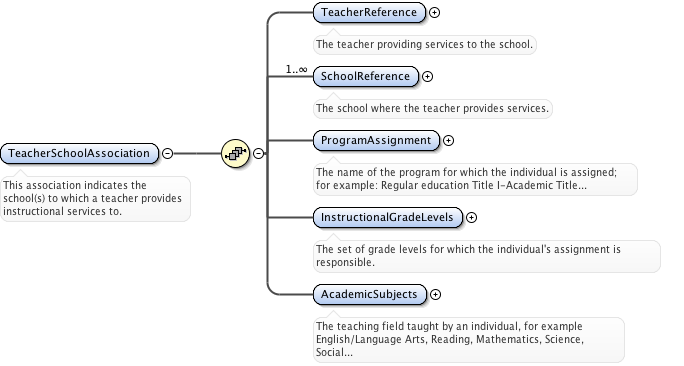 TeacherReference
The teacher providing services to the school.
1..∞
SchoolReference
The school where the teacher provides services.
ProgramAssignment
TeacherSchoolAssociation
The name of the program for which the individual is assigned;
for example: Regular education Title I-Academic Title...
This association indicates the
school(s) to which a teacher provides
instructional services to.
InstructionalGradeLevels
The set of grade levels for which the individual's assignment is
responsible.
AcademicSubjects
The teaching field taught by an individual, for example
English/Language Arts, Reading, Mathematics, Science,
Social...